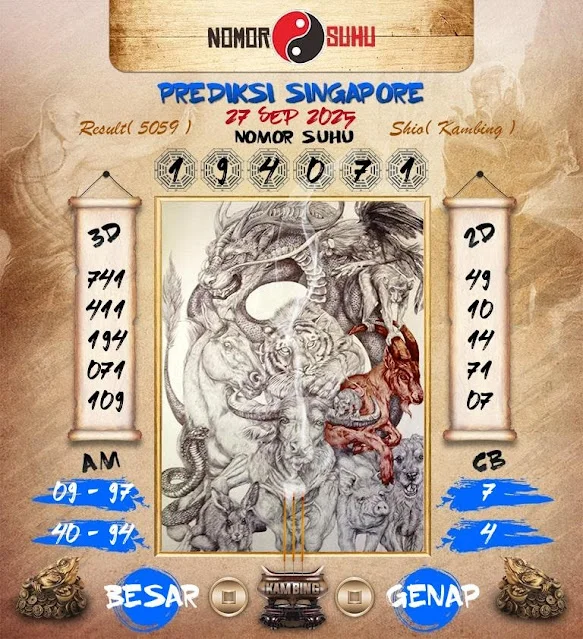 NOMOR SUHU
PREDIKSI SINGAPORE
27 SEP 2025
Result( 5059 )
NOMOR SUHU
Shio( Kambing )
1 9 4 0 7 1
3D
741
411
194
071
109
2D
49
10
14
71
07
AM
09 - 97
40 - 94
CB
7
4
BESAR
KAMBING
GENAP